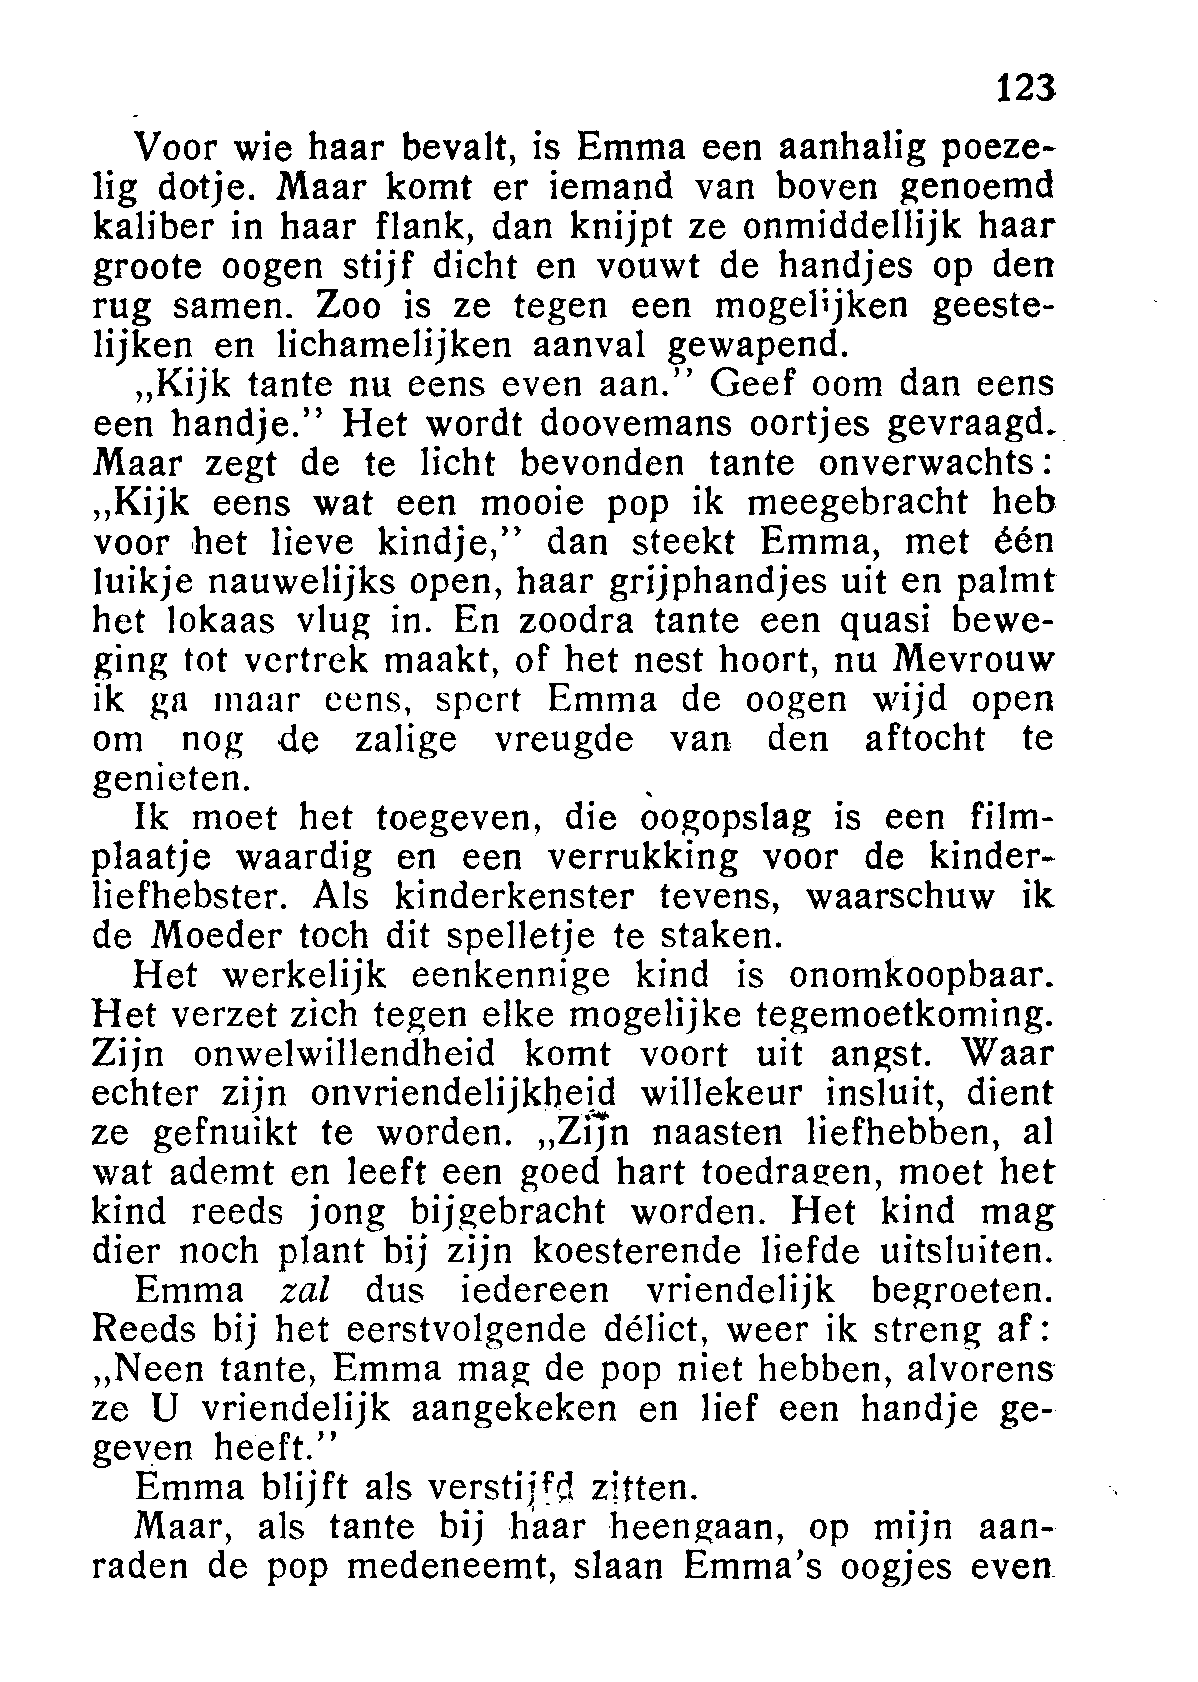 123
Voor wie haar bevalt, is Emma een aanhalig poeze-
lig dotje. Maar komt er iemand van boven genoemd
kaliber in haar flank, dan knijpt ze onmiddellijk haar
groote oogen stijf dicht en vouwt de handjes op den
rug samen. Zoo is ze tegen een mogelijken geeste-
lijken en lichamelijken aanval gewapend.
„Kijk tante nu eens even aan.” Geef oom dan eens
een handje.” Het wordt doovemans oortjes gevraagd.
Maar zegt de te licht bevonden tante onverwachts:
„Kijk eens wat een mooie pop ik meegebracht heb
voor het lieve kindje,” dan steekt Emma, met één
luikje nauwelijks open, haar grijphandjes uit en palmt
het lokaas vlug in. En zoodra tante een quasi bewe-
ging tot vertrek maakt, of het nest hoort, nu Mevrouw
ik ga maar eens, spert Emma de oogen wijd open
om nog de zalige vreugde van den aftocht te
genieten.
Ik moet het toegeven, die oogopslag is een film-
plaatje waardig en een verrukking voor de kinder-
liefhebster. Als kinderkenster tevens, waarschuw ik
de Moeder toch dit spelletje te staken.
Het werkelijk eenkennige kind is onomkoopbaar.
Het verzet zich tegen elke mogelijke tegemoetkoming.
Zijn onwelwillendheid komt voort uit angst. Waar
echter zijn onvriendelijkheid willekeur insluit, dient
ze gefnuikt te worden. „Zijn naasten liefhebben, al
wat ademt en leeft een goed hart toedragen, moet het
kind reeds jong bijgebracht worden. Het kind mag
dier noch plant bij zijn koesterende liefde uitsluiten.
Emma zal dus iedereen vriendelijk begroeten.
Reeds bij het eerstvolgende délict, weer ik streng af:
„Neen tante, Emma mag de pop niet hebben, alvorens
ze U vriendelijk aangekeken en lief een handje ge-
geven heeft.”
Emma blijft als verstijfd zitten.
Maar, als tante bij haar heengaan, op mijn aan-
raden de pop medeneemt, slaan Emma’s oogjes even